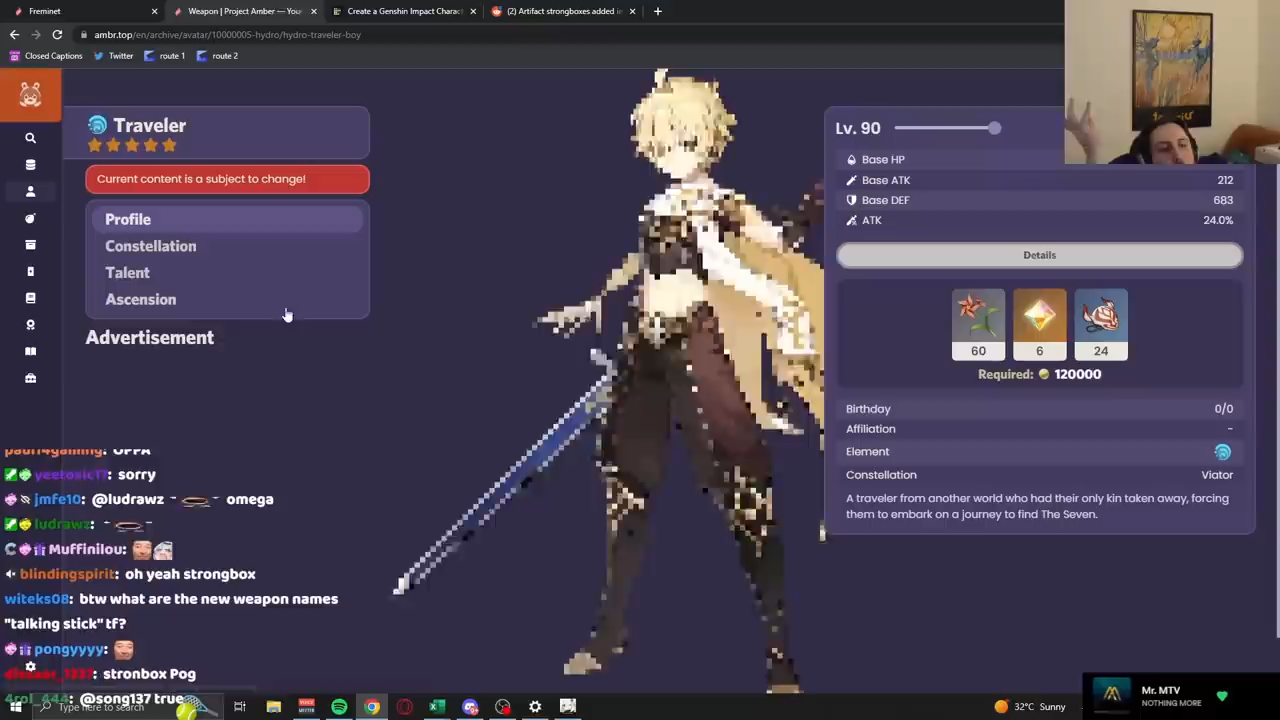 Freminet
Weapon | Project Amber — You
Create a Genshin Impact Charac
(2) Artifact strongboxes added in
ambr.top/en/archive/avatar/10000005-hydro/hydro-traveler-boy
Closed Captions
Twitter
route 1
route 2
Traveler
Current content is a subject to change!
Profile
Constellation
Talent
Ascension
Advertisement
Lv. 90
Base HP
Base ATK 212
Base DEF 683
ATK 24.0%
Details
60 6 24
Required: 120000
Birthday 0/0
Affiliation -
Element
Constellation Viator
A traveler from another world who had their only kin taken away, forcing
them to embark on a journey to find The Seven.
yeetosic17: sorry
jmfe10: @ludrawz omega
ludrawz:
Muffinilou:
blindingspirit: oh yeah strongbox
witeks08: btw what are the new weapon names
"talking stick" tf?
pongyyyy:
stronbox Pog
4rol_444: @song137 true
Type here to search
32°C Sunny
Mr. MTV
NOTHING MORE